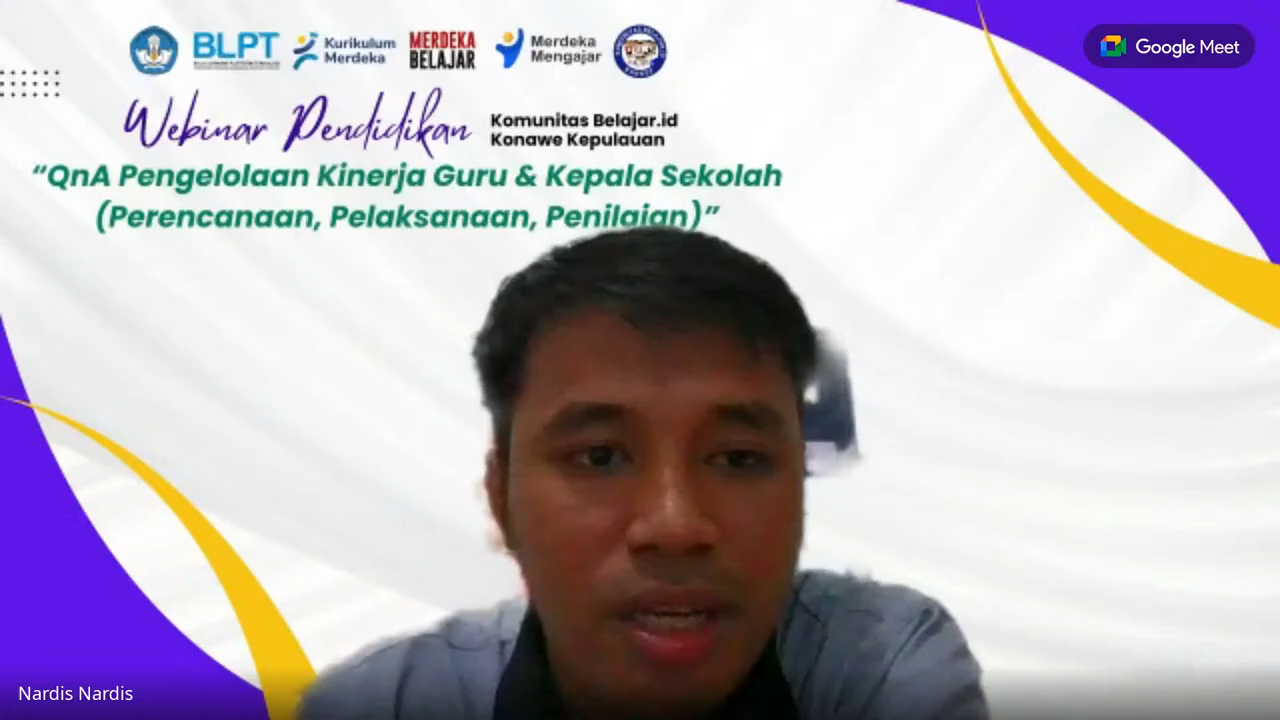 BLPT
Kurikulum
Merdeka
MERDEKA
BELAJAR
Merdeka
Mengajar
Google Meet
Webinar Pendidikan
Komunitas Belajar.id
Konawe Kepulauan
"QnA Pengelolaan Kinerja Guru & Kepala Sekolah
(Perencanaan, Pelaksanaan, Penilaian)"
Nardis Nardis